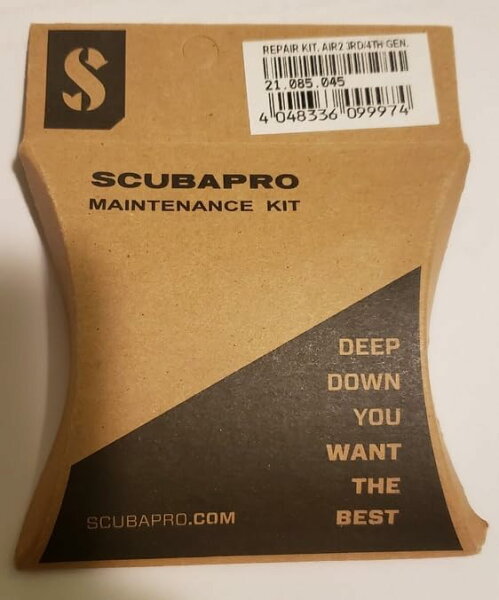 S
REPAIR KIT, AIR2 3RD/4TH GEN.
21.085.045
4 048336 099974
SCUBAPRO
MAINTENANCE KIT
DEEP
DOWN
YOU
WANT
THE
BEST
SCUBAPRO.COM